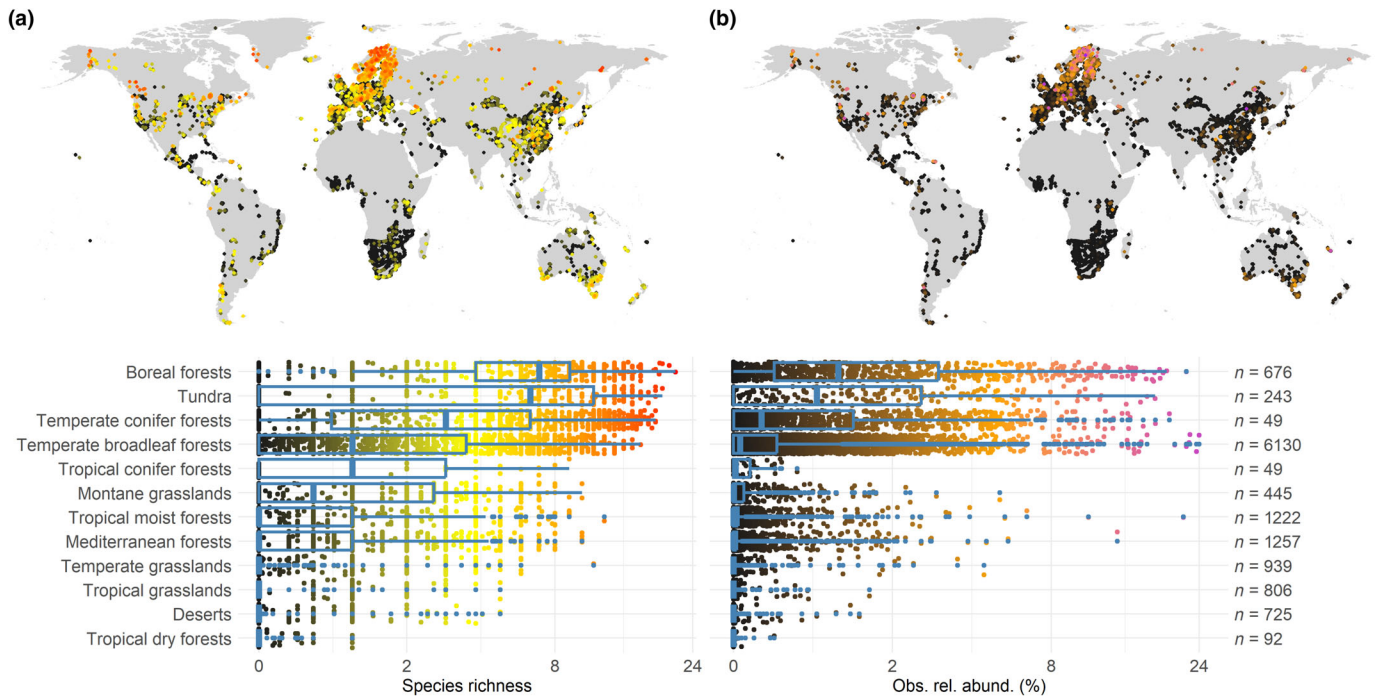 (a) (b)
Boreal forests n = 676
Tundra n = 243
Temperate conifer forests n = 49
Temperate broadleaf forests n = 6130
Tropical conifer forests n = 49
Montane grasslands n = 445
Tropical moist forests n = 1222
Mediterranean forests n = 1257
Temperate grasslands n = 939
Tropical grasslands n = 806
Deserts n = 725
Tropical dry forests n = 92
0 2 8 24 0 2 8 24
Species richness Obs. rel. abund. (%)